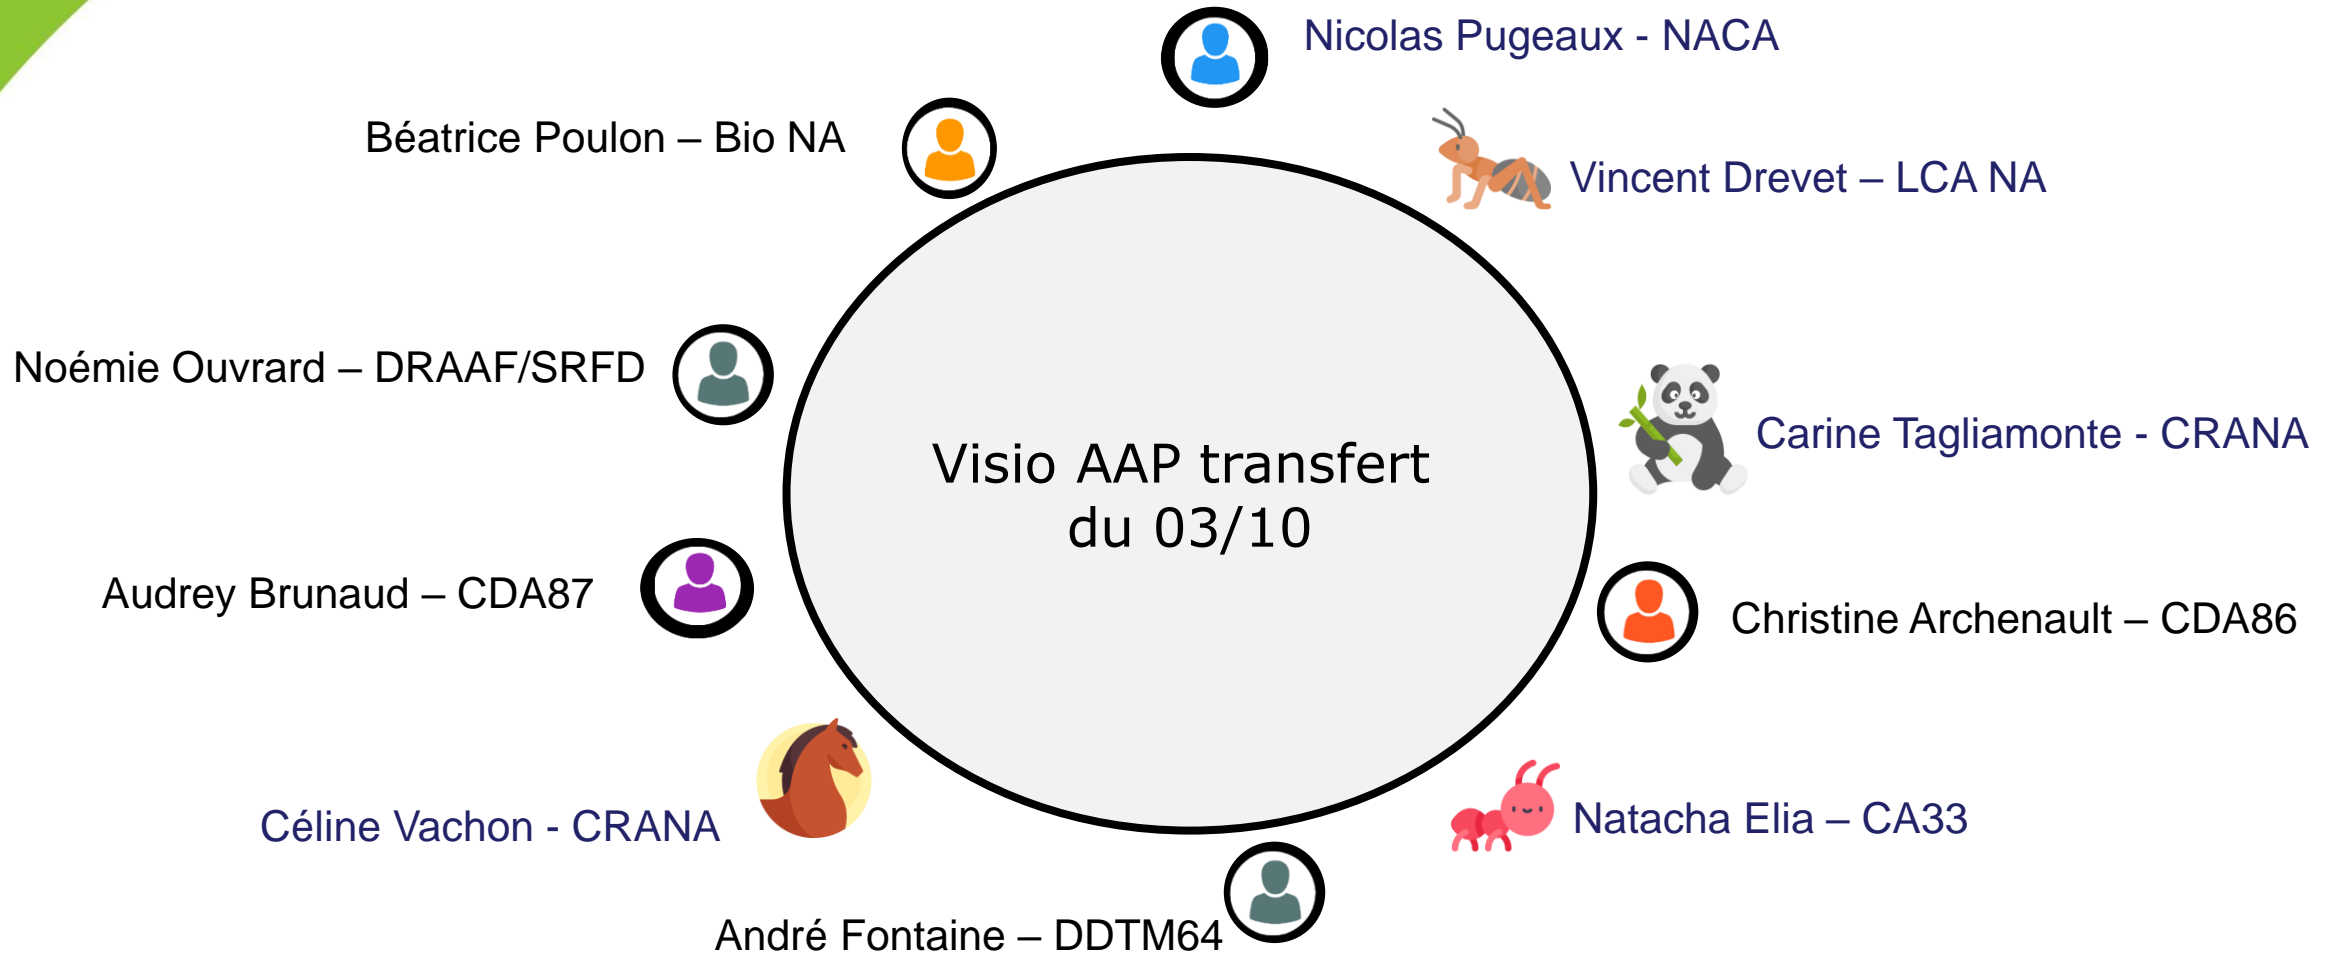 Nicolas Pugeaux - NACA
Béatrice Poulon – Bio NA
Vincent Drevet – LCA NA
Noémie Ouvrard – DRAAF/SRFD
Carine Tagliamonte - CRANA
Visio AAP transfert
du 03/10
Audrey Brunaud – CDA87
Christine Archenault – CDA86
Céline Vachon - CRANA
Natacha Elia – CA33
André Fontaine – DDTM64